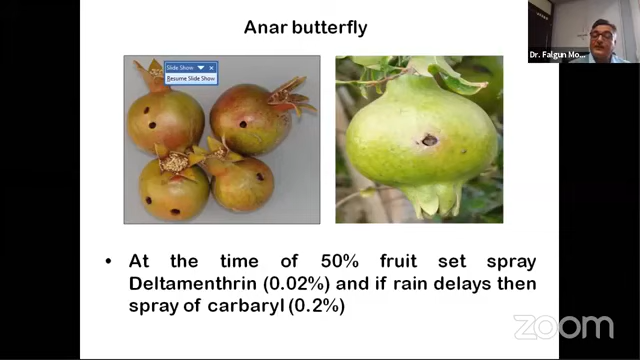 Anar butterfly
Dr. Falgun Mo...
Slide Show
Resume Slide Show
• At the time of 50% fruit set spray
Deltamenthrin (0.02%) and if rain delays then
spray of carbaryl (0.2%)
zoom